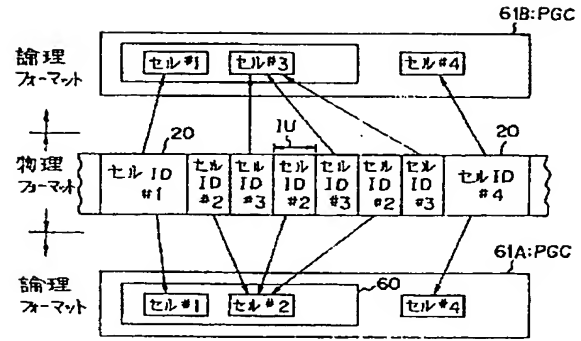 61B:PGC
論理
フォーマット
セル#1 セル#3 セル#4
20 IU 20
物理
フォーマット
セルID
#1
セル
ID
#2
セル
ID
#3
セル
ID
#2
セル
ID
#3
セル
ID
#2
セル
ID
#3
セルID
#4
61A:PGC
論理
フォーマット
60
セル#1 セル#2 セル#4